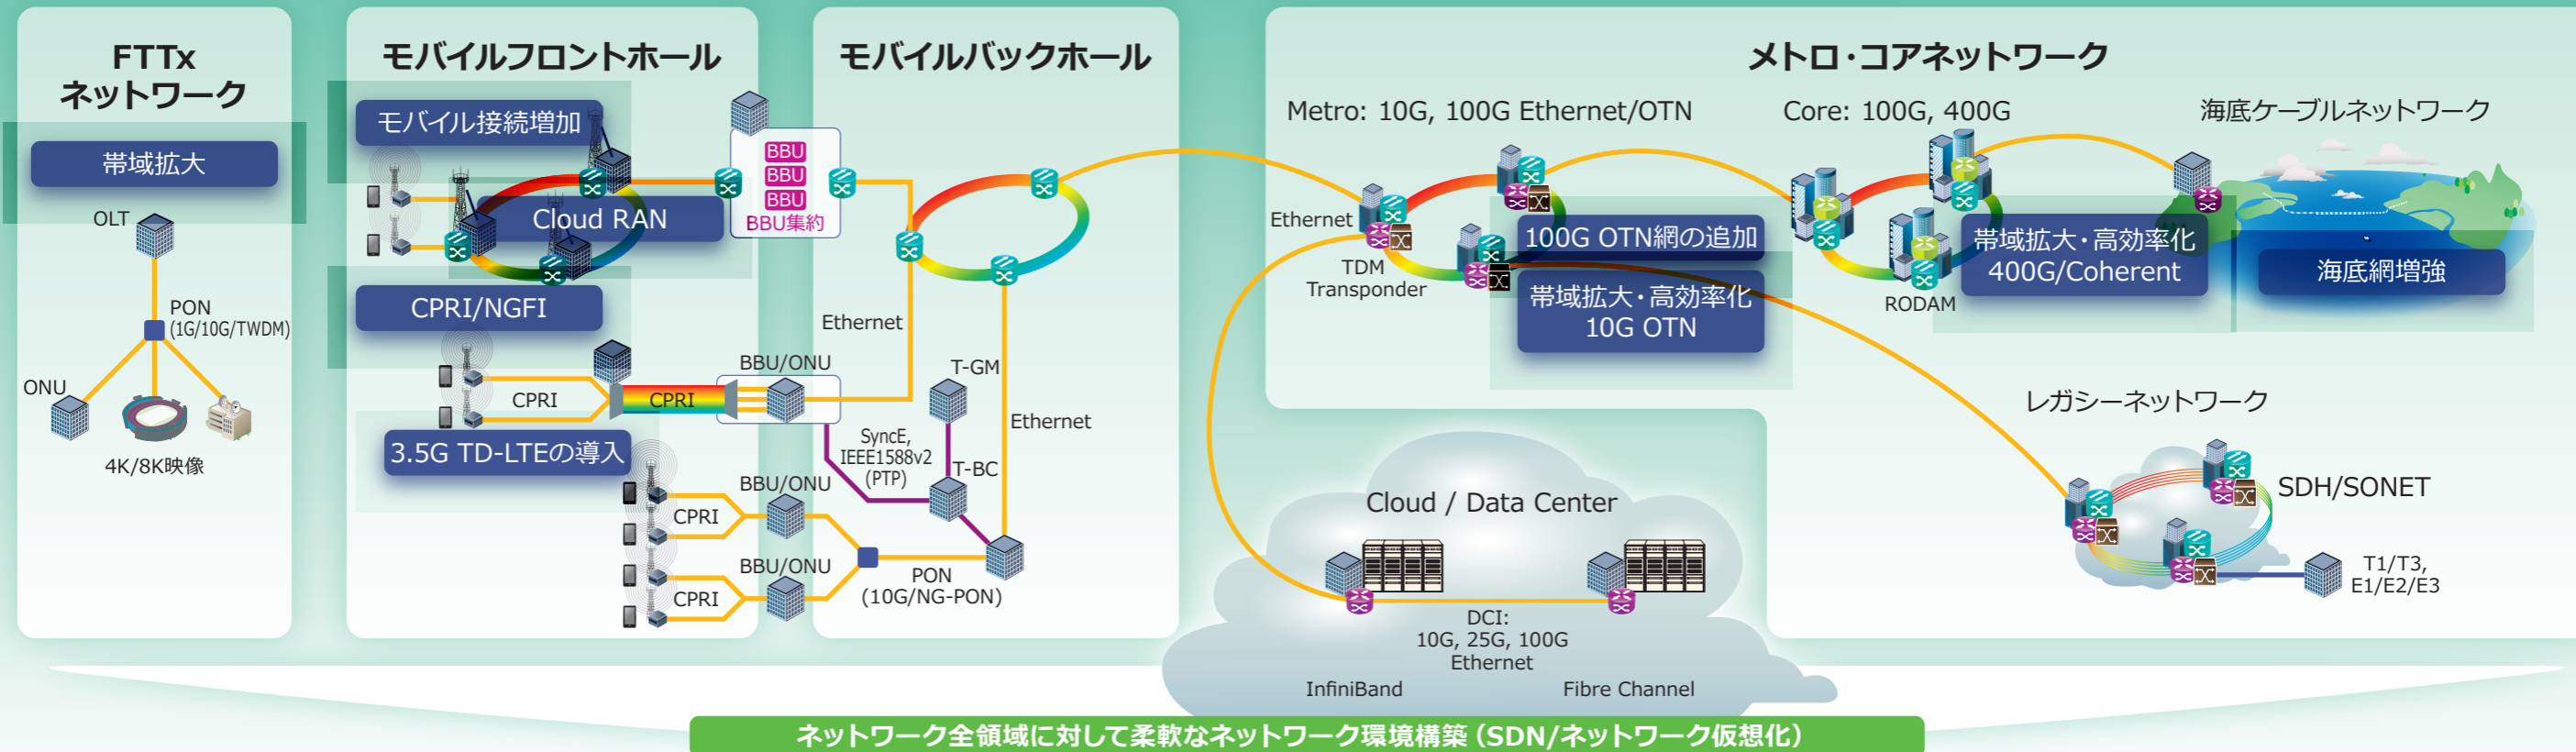 FTTx
ネットワーク
帯域拡大
OLT
PON
(1G/10G/TWDM)
ONU
4K/8K映像
モバイルフロントホール
モバイル接続増加
Cloud RAN
CPRI/NGFI
BBU
BBU
BBU
BBU集約
CPRI
CPRI
BBU/ONU
3.5G TD-LTEの導入
CPRI
BBU/ONU
CPRI
BBU/ONU
モバイルバックホール
Ethernet
T-GM
Ethernet
SyncE,
IEEE1588v2
(PTP)
T-BC
PON
(10G/NG-PON)
メトロ・コアネットワーク
Metro: 10G, 100G Ethernet/OTN
Ethernet
TDM
Transponder
100G OTN網の追加
帯域拡大・高効率化
10G OTN
Core: 100G, 400G
RODAM
帯域拡大・高効率化
400G/Coherent
海底ケーブルネットワーク
海底網増強
レガシーネットワーク
SDH/SONET
T1/T3,
E1/E2/E3
Cloud / Data Center
DCI:
10G, 25G, 100G
Ethernet
InfiniBand
Fibre Channel
ネットワーク全領域に対して柔軟なネットワーク環境構築（SDN/ネットワーク仮想化）